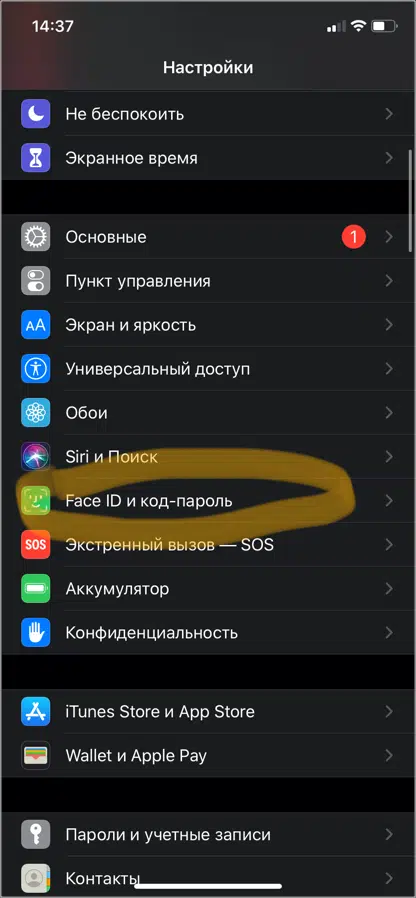 14:37
Настройки
Не беспокоить
Экранное время
Основные 1
Пункт управления
AA Экран и яркость
Универсальный доступ
Обои
Siri и Поиск
Face ID и код-пароль
SOS Экстренный вызов — SOS
Аккумулятор
Конфиденциальность
iTunes Store и App Store
Wallet и Apple Pay
Пароли и учетные записи
Контакты